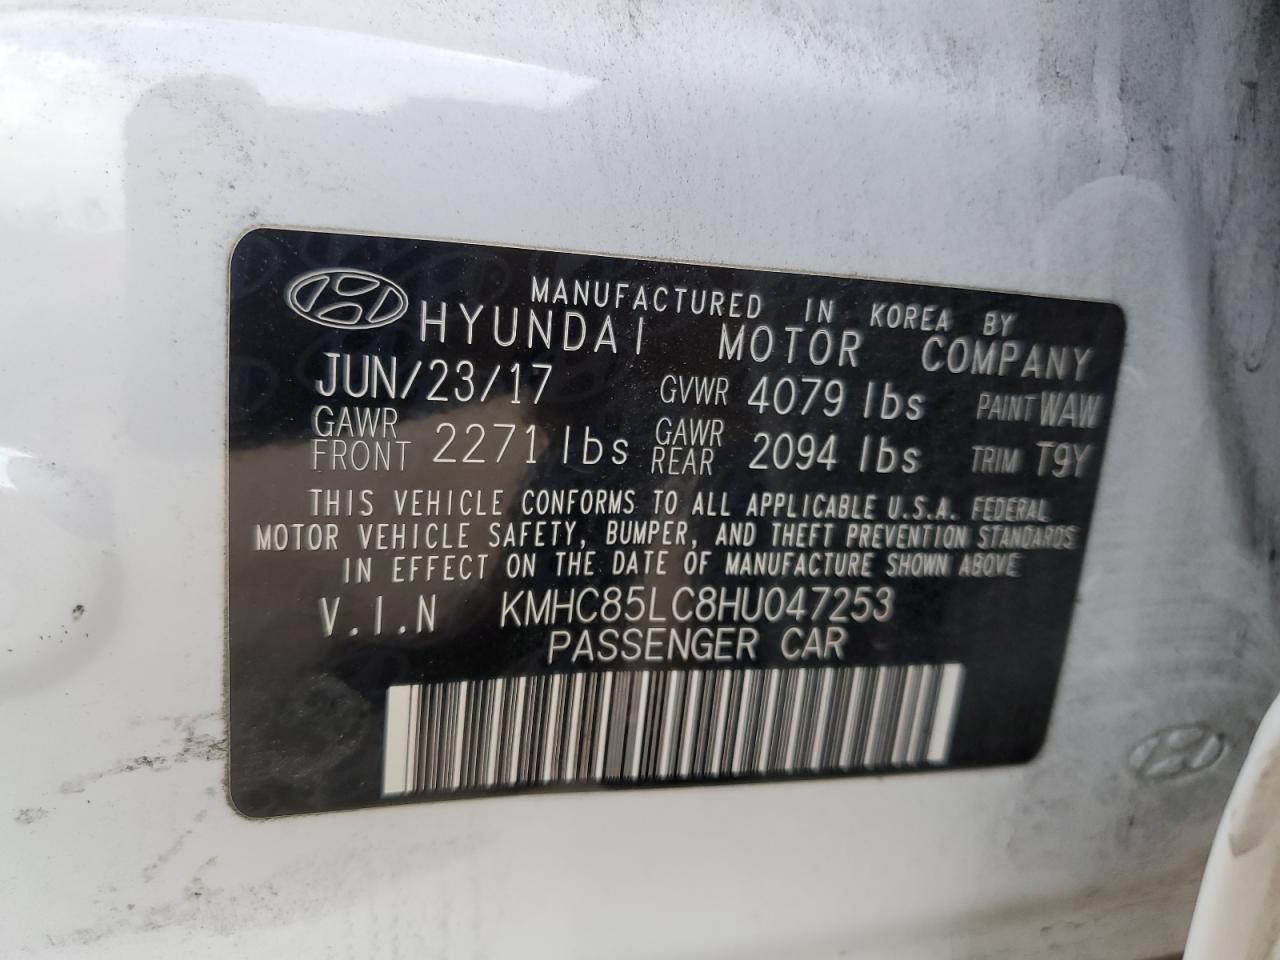 MANUFACTURED IN KOREA BY
HYUNDAI MOTOR COMPANY
JUN/23/17 GVWR 4079 lbs PAINT WAW
GAWR FRONT 2271 lbs GAWR REAR 2094 lbs TRIM T9Y
THIS VEHICLE CONFORMS TO ALL APPLICABLE U.S.A. FEDERAL
MOTOR VEHICLE SAFETY, BUMPER, AND THEFT PREVENTION STANDARDS
IN EFFECT ON THE DATE OF MANUFACTURE SHOWN ABOVE
V.I.N KMHC85LC8HU047253
PASSENGER CAR